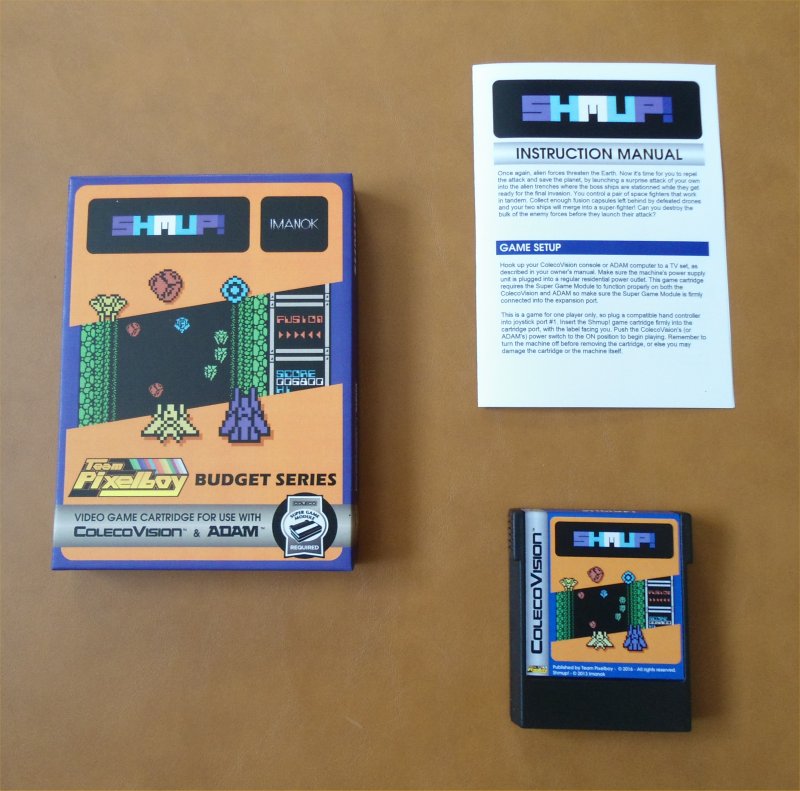 SHMUP!
IMANOK
FUSION
SCORE
Team
Pixelboy
BUDGET SERIES
VIDEO GAME CARTRIDGE FOR USE WITH
COLECOVISION™ & ADAM™
COLECO
SUPER GAME
MODULE
REQUIRED
SHMUP!
INSTRUCTION MANUAL
Once again, alien forces threaten the Earth. Now it's time for you to repel
the attack and save the planet, by launching a surprise attack of your own
into the alien trenches where the boss ships are stationned while they get
ready for the final invasion. You control a pair of space fighters that work
in tandem. Collect enough fusion capsules left behind by defeated drones
and your two ships will merge into a super-fighter! Can you destroy the
bulk of the enemy forces before they launch their attack?
GAME SETUP
Hook up your ColecoVision console or ADAM computer to a TV set, as
described in your owner's manual. Make sure the machine's power supply
unit is plugged into a regular residential power outlet. This game cartridge
requires the Super Game Module to function properly on both the
ColecoVision and ADAM so make sure the Super Game Module is firmly
connected into the expansion port.
This is a game for one player only, so plug a compatible hand controller
into joystick port #1. Insert the Shmup! game cartridge firmly into the
cartridge port, with the label facing you. Push the ColecoVision's (or
ADAM's) power switch to the ON position to begin playing. Remember to
turn the machine off before removing the cartridge, or else you may
damage the cartridge or the machine itself.
COLECOVISION™
SHMUP!
FUSION
Published by Team Pixelboy - © 2016 - All rights reserved.
Shmup! - © 2013 Imanok